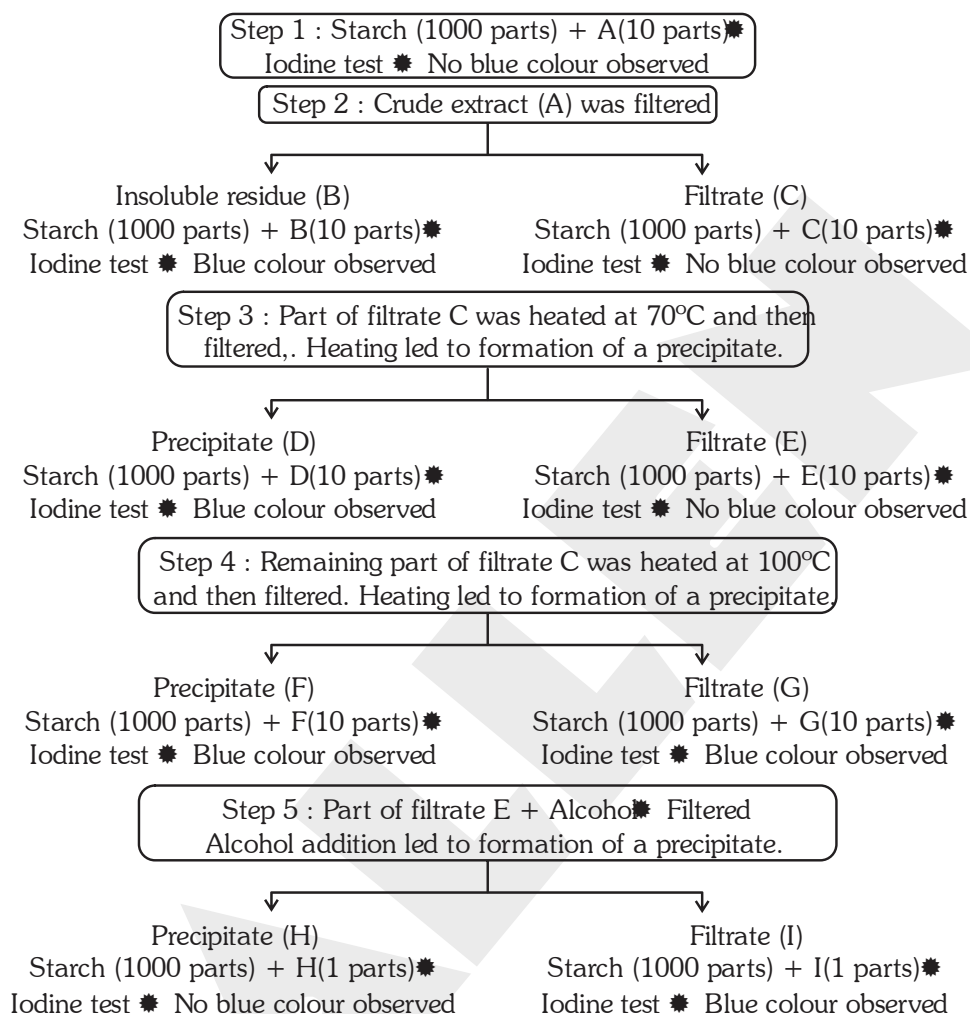 Step 1 : Starch (1000 parts) + A(10 parts)✹
Iodine test ✹ No blue colour observed
Step 2 : Crude extract (A) was filtered
Insoluble residue (B)
Starch (1000 parts) + B(10 parts)✹
Iodine test ✹ Blue colour observed
Filtrate (C)
Starch (1000 parts) + C(10 parts)✹
Iodine test ✹ No blue colour observed
Step 3 : Part of filtrate C was heated at 70ºC and then
filtered,. Heating led to formation of a precipitate.
Precipitate (D)
Starch (1000 parts) + D(10 parts)✹
Iodine test ✹ Blue colour observed
Filtrate (E)
Starch (1000 parts) + E(10 parts)✹
Iodine test ✹ No blue colour observed
Step 4 : Remaining part of filtrate C was heated at 100ºC
and then filtered. Heating led to formation of a precipitate.
Precipitate (F)
Starch (1000 parts) + F(10 parts)✹
Iodine test ✹ Blue colour observed
Filtrate (G)
Starch (1000 parts) + G(10 parts)✹
Iodine test ✹ Blue colour observed
Step 5 : Part of filtrate E + Alcohol✹ Filtered
Alcohol addition led to formation of a precipitate.
Precipitate (H)
Starch (1000 parts) + H(1 parts)✹
Iodine test ✹ No blue colour observed
Filtrate (I)
Starch (1000 parts) + I(1 parts)✹
Iodine test ✹ Blue colour observed
ALLEN